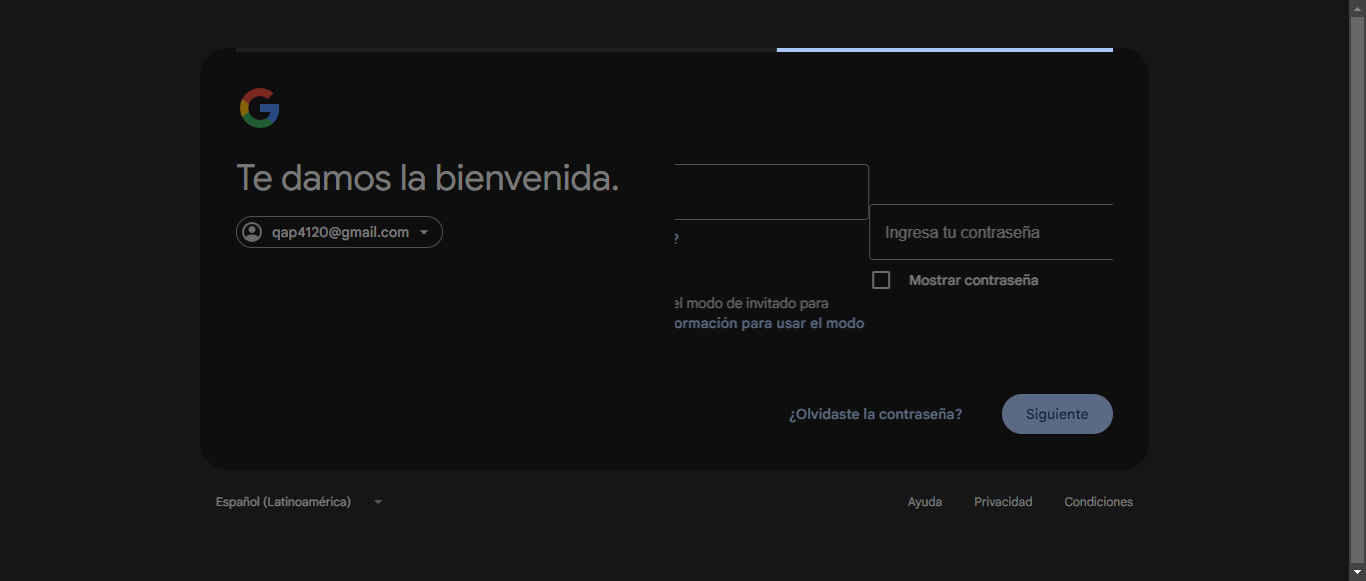 Te damos la bienvenida.
qap4120@gmail.com
?
Ingresa tu contraseña
Mostrar contraseña
el modo de invitado para
ormación para usar el modo
¿Olvidaste la contraseña?
Siguiente
Español (Latinoamérica)
Ayuda
Privacidad
Condiciones